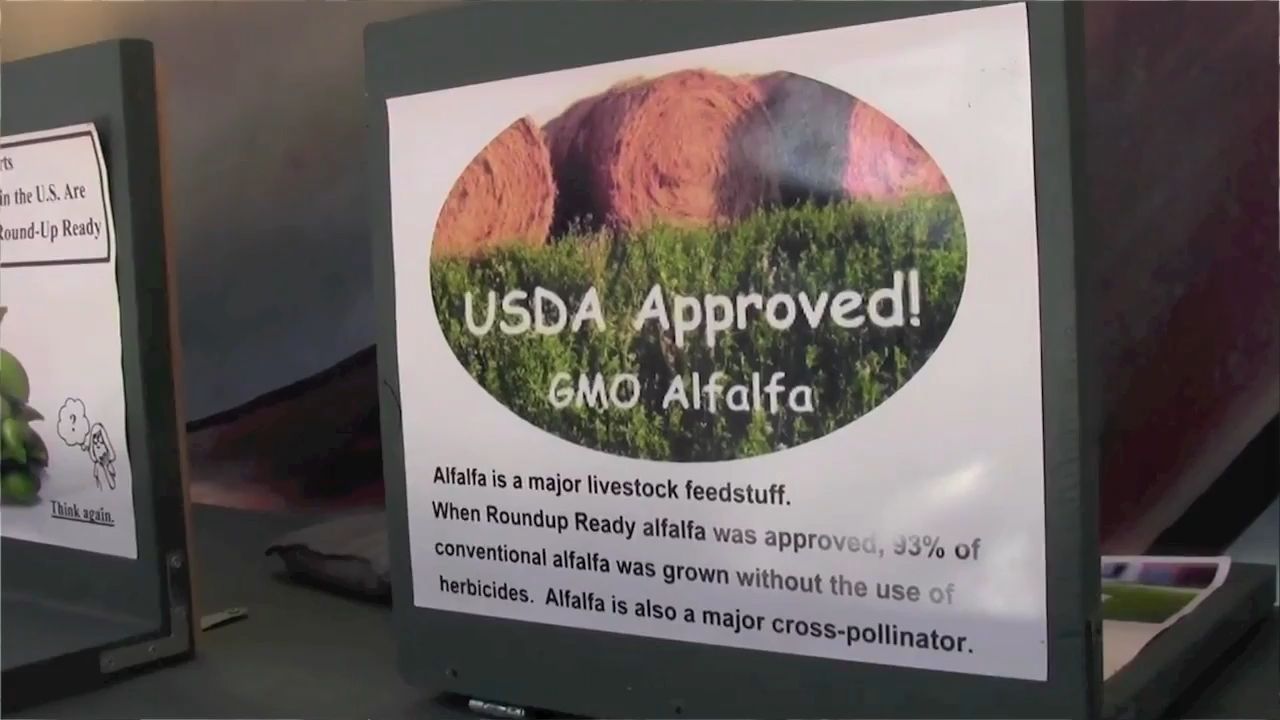 rts
in the U.S. Are
Round-Up Ready
?
Think again.
USDA Approved!
GMO Alfalfa
Alfalfa is a major livestock feedstuff.
When Roundup Ready alfalfa was approved, 93% of
conventional alfalfa was grown without the use of
herbicides. Alfalfa is also a major cross-pollinator.